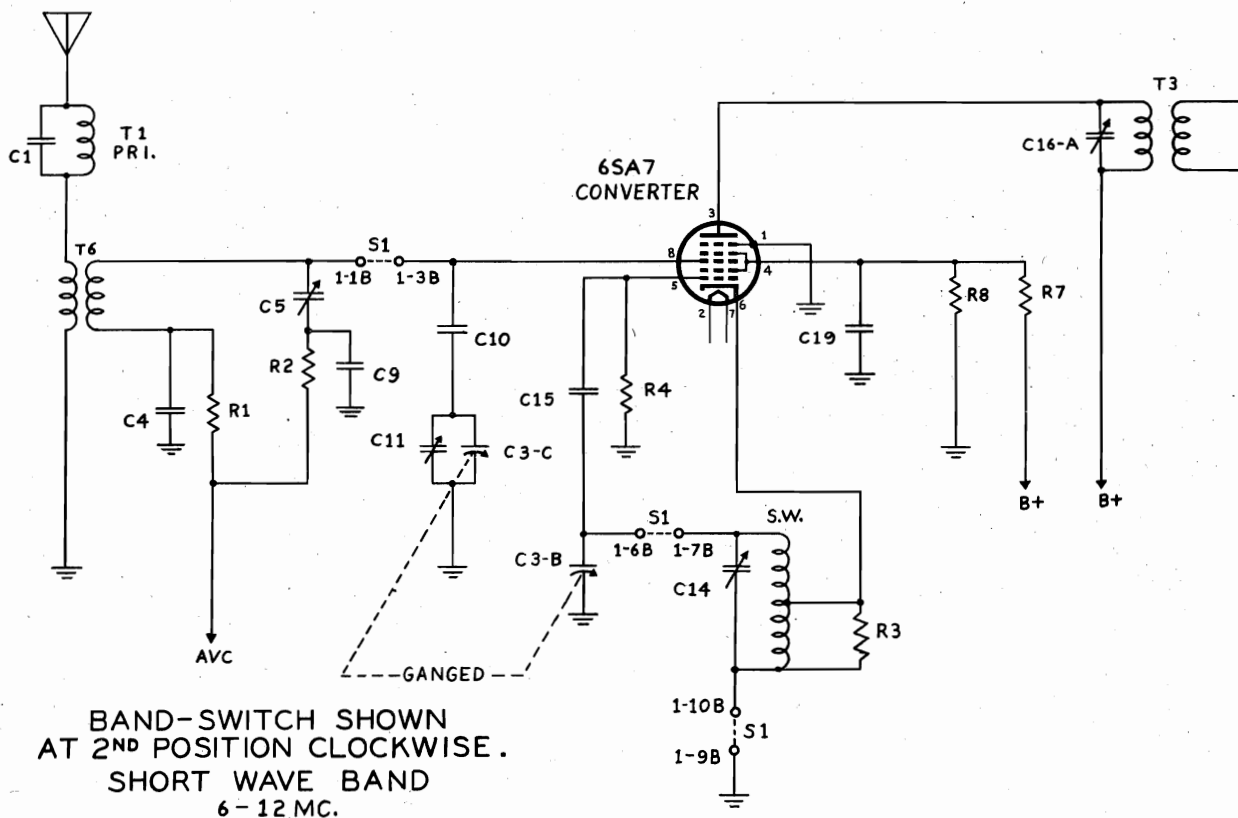 T1
PRI.
C1
T3
C16-A
6SA7
CONVERTER
3
1
8
4
5
6
2
7
T6
S1
1-1B
1-3B
C5
C10
R8
R7
C19
R2
C9
C15
R4
C4
R1
C11
C3-C
B+
B+
S.W.
S1
1-6B
1-7B
C3-B
C14
R3
AVC
GANGED
1-10B
S1
1-9B
BAND-SWITCH SHOWN
AT 2ND POSITION CLOCKWISE.
SHORT WAVE BAND
6-12 MC.